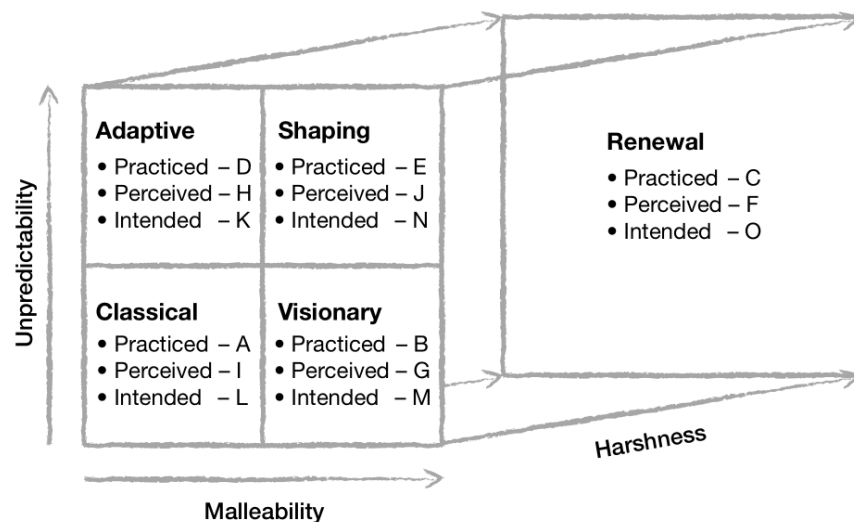 Unpredictability
Adaptive
• Practiced – D
• Perceived – H
• Intended – K
Shaping
• Practiced – E
• Perceived – J
• Intended – N
Classical
• Practiced – A
• Perceived – I
• Intended – L
Visionary
• Practiced – B
• Perceived – G
• Intended – M
Renewal
• Practiced – C
• Perceived – F
• Intended – O
Harshness
Malleability